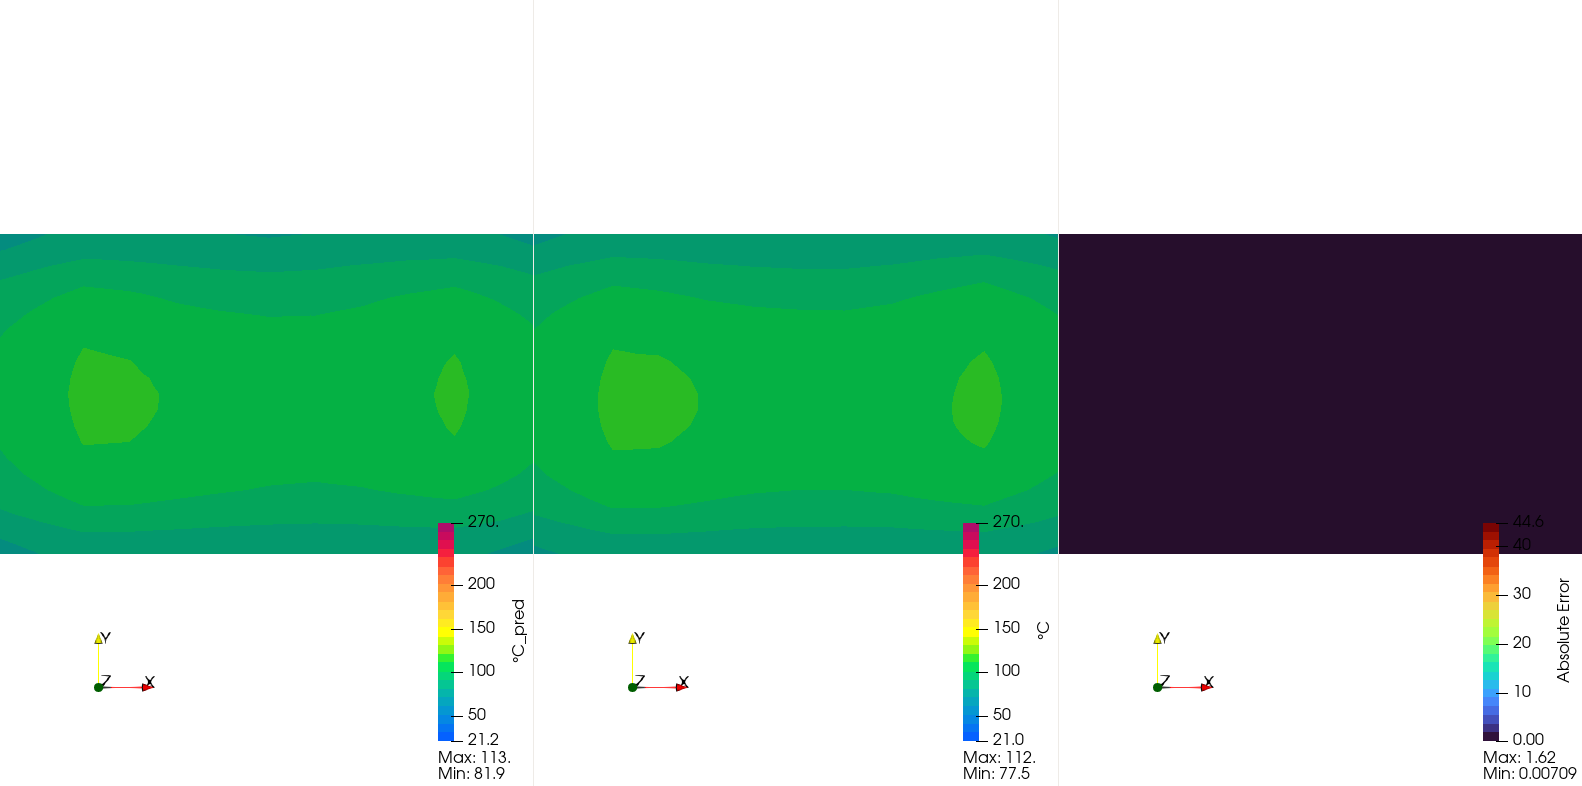 270.
200
150
100
50
21.2
°C_pred
Max: 113.
Min: 81.9
Y
Z
X
270.
200
150
100
50
21.0
°C
Max: 112.
Min: 77.5
Y
Z
X
44.6
40
30
20
10
0.00
Absolute Error
Max: 1.62
Min: 0.00709
Y
Z
X